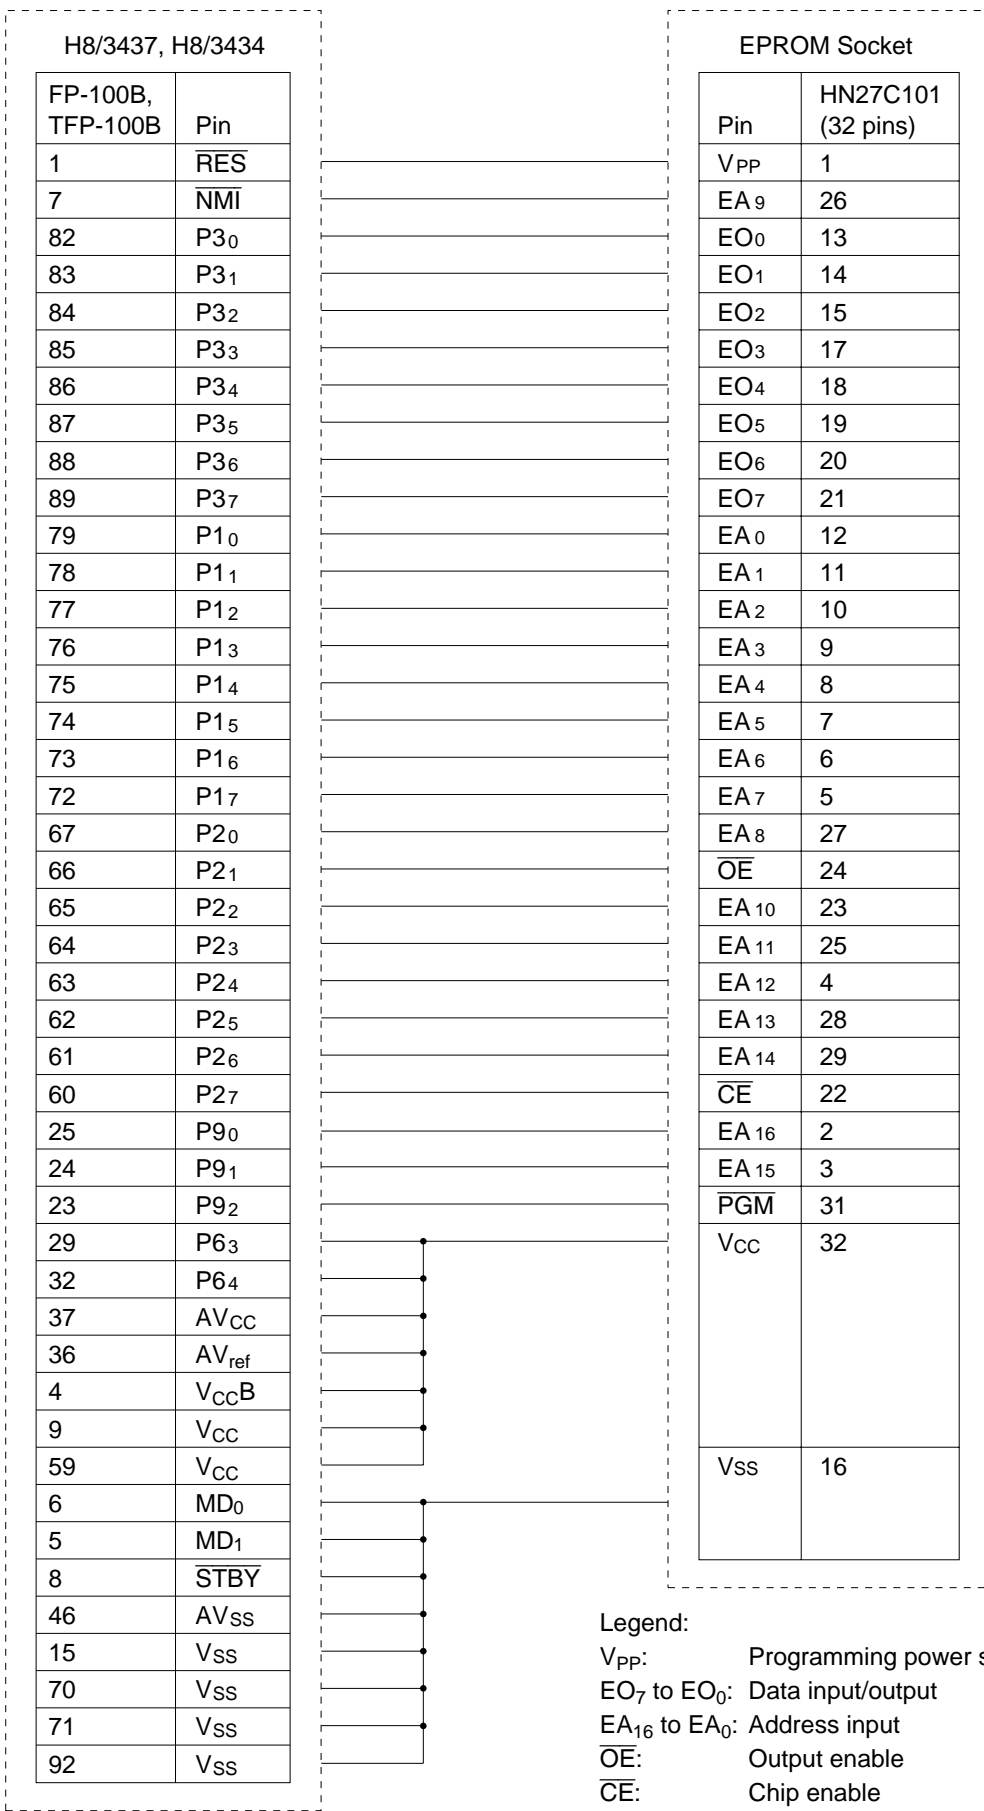 H8/3437, H8/3434 EPROM Socket
FP-100B, HN27C101
TFP-100B Pin Pin (32 pins)
1 R̅E̅S̅ VPP 1
7 N̅M̅I̅ EA9 26
82 P30 EO0 13
83 P31 EO1 14
84 P32 EO2 15
85 P33 EO3 17
86 P34 EO4 18
87 P35 EO5 19
88 P36 EO6 20
89 P37 EO7 21
79 P10 EA0 12
78 P11 EA1 11
77 P12 EA2 10
76 P13 EA3 9
75 P14 EA4 8
74 P15 EA5 7
73 P16 EA6 6
72 P17 EA7 5
67 P20 EA8 27
66 P21 O̅E̅ 24
65 P22 EA10 23
64 P23 EA11 25
63 P24 EA12 4
62 P25 EA13 28
61 P26 EA14 29
60 P27 C̅E̅ 22
25 P90 EA16 2
24 P91 EA15 3
23 P92 P̅G̅M̅ 31
29 P63 VCC 32
32 P64
37 AVCC
36 AVref
4 VCCB
9 VCC
59 VCC VSS 16
6 MD0
5 MD1
8 S̅T̅B̅Y̅
46 AVSS
15 VSS
70 VSS
71 VSS
92 VSS
Legend:
VPP: Programming power
EO7 to EO0: Data input/output
EA16 to EA0: Address input
O̅E̅: Output enable
C̅E̅: Chip enable